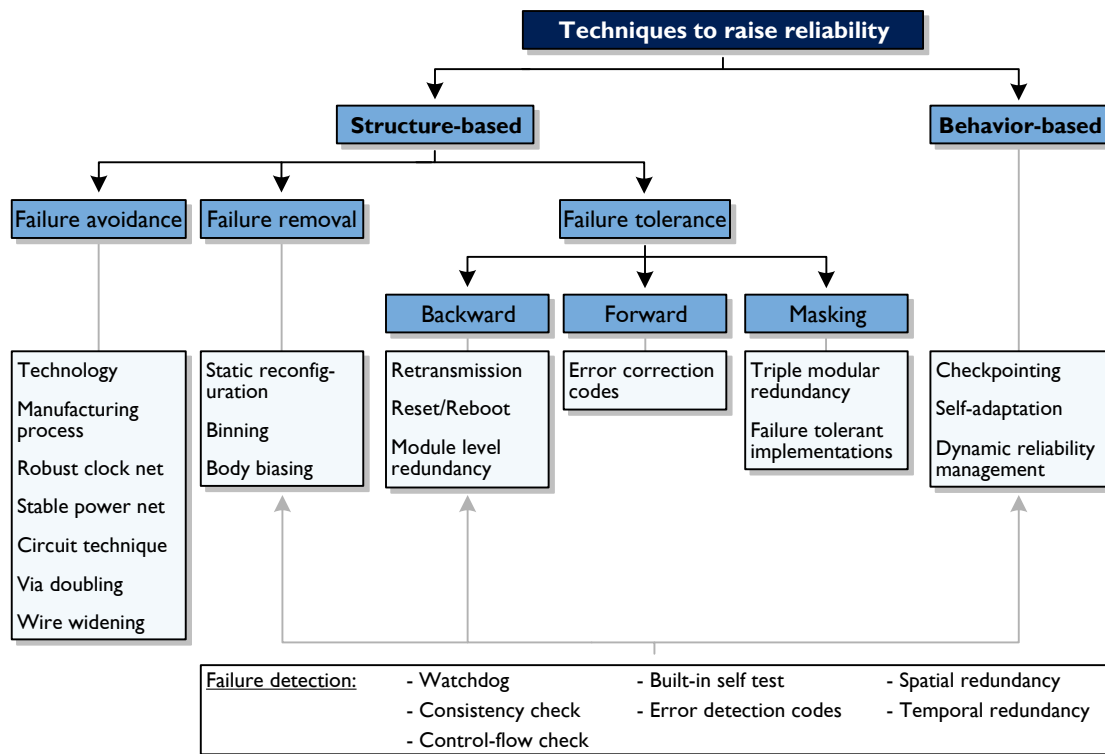 Techniques to raise reliability
Structure-based
Behavior-based
Failure avoidance
Failure removal
Failure tolerance
Backward
Forward
Masking
Technology
Manufacturing
process
Robust clock net
Stable power net
Circuit technique
Via doubling
Wire widening
Static reconfig-
uration
Binning
Body biasing
Retransmission
Reset/Reboot
Module level
redundancy
Error correction
codes
Triple modular
redundancy
Failure tolerant
implementations
Checkpointing
Self-adaptation
Dynamic reliability
management
Failure detection:
- Watchdog
- Consistency check
- Control-flow check
- Built-in self test
- Error detection codes
- Spatial redundancy
- Temporal redundancy